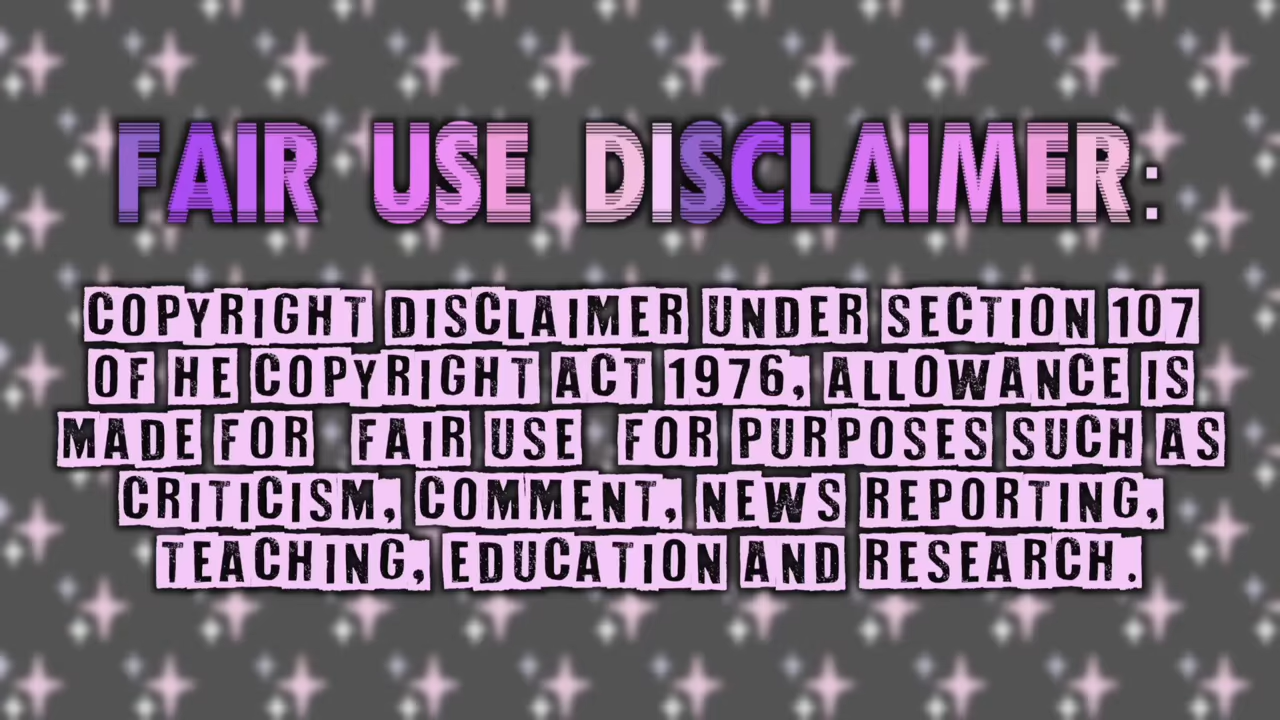 FAIR USE DISCLAIMER:
COPYRIGHT DISCLAIMER UNDER SECTION 107
OF HE COPYRIGHT ACT 1976, ALLOWANCE IS
MADE FOR FAIR USE FOR PURPOSES SUCH AS
CRITICISM, COMMENT, NEWS REPORTING,
TEACHING, EDUCATION AND RESEARCH.